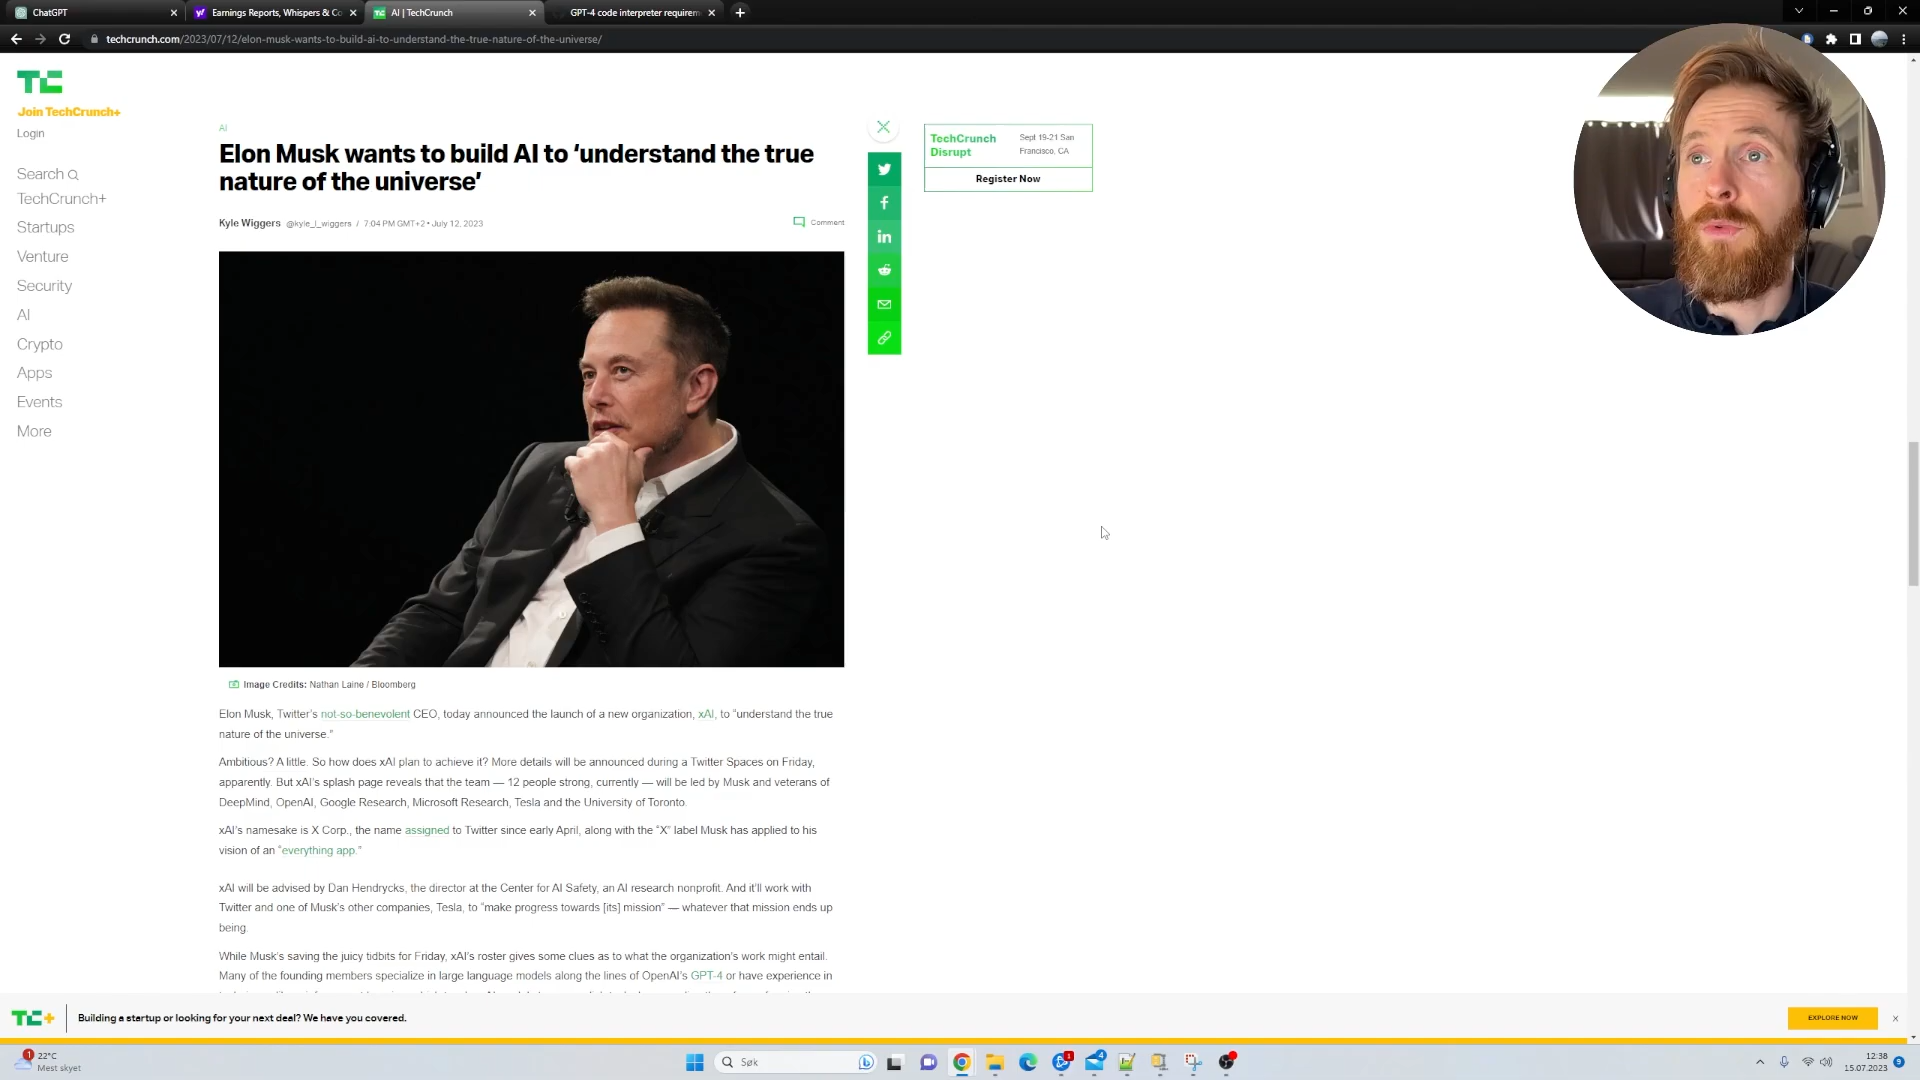 ChatGPT
Earnings Reports, Whispers & Co
AI | TechCrunch
GPT-4 code interpreter requirem
techcrunch.com/2023/07/12/elon-musk-wants-to-build-ai-to-understand-the-true-nature-of-the-universe/
Join TechCrunch+
Login
Search
TechCrunch+
Startups
Venture
Security
AI
Crypto
Apps
Events
More
AI
Elon Musk wants to build AI to ‘understand the true
nature of the universe’
Kyle Wiggers @kyle_l_wiggers / 7:04 PM GMT+2 • July 12, 2023
Comment
TechCrunch
Disrupt
Sept 19-21 San
Francisco, CA
Register Now
Image Credits: Nathan Laine / Bloomberg
Elon Musk, Twitter’s not-so-benevolent CEO, today announced the launch of a new organization, xAI, to “understand the true
nature of the universe.”
Ambitious? A little. So how does xAI plan to achieve it? More details will be announced during a Twitter Spaces on Friday,
apparently. But xAI’s splash page reveals that the team — 12 people strong, currently — will be led by Musk and veterans of
DeepMind, OpenAI, Google Research, Microsoft Research, Tesla and the University of Toronto.
xAI’s namesake is X Corp., the name assigned to Twitter since early April, along with the “X” label Musk has applied to his
vision of an “everything app.”
xAI will be advised by Dan Hendrycks, the director at the Center for AI Safety, an AI research nonprofit. And it’ll work with
Twitter and one of Musk’s other companies, Tesla, to “make progress towards [its] mission” — whatever that mission ends up
being.
While Musk’s saving the juicy tidbits for Friday, xAI’s roster gives some clues as to what the organization’s work might entail.
Many of the founding members specialize in large language models along the lines of OpenAI’s GPT-4 or have experience in
Building a startup or looking for your next deal? We have you covered.
EXPLORE NOW
22°C
Mest skyet
Søk
12:38
15.07.2023